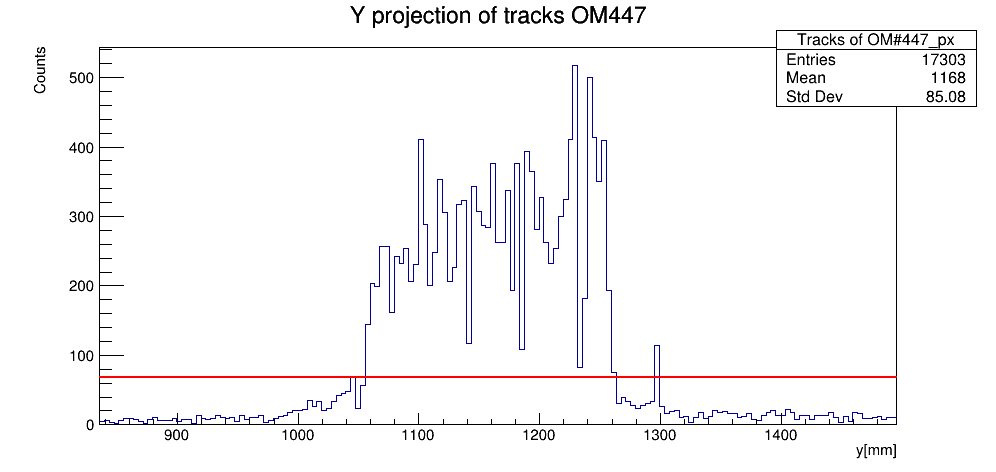 Y projection of tracks OM447
Tracks of OM#447_px
Entries 17303
Mean 1168
Std Dev 85.08
Counts
500
400
300
200
100
0
900 1000 1100 1200 1300 1400
y[mm]